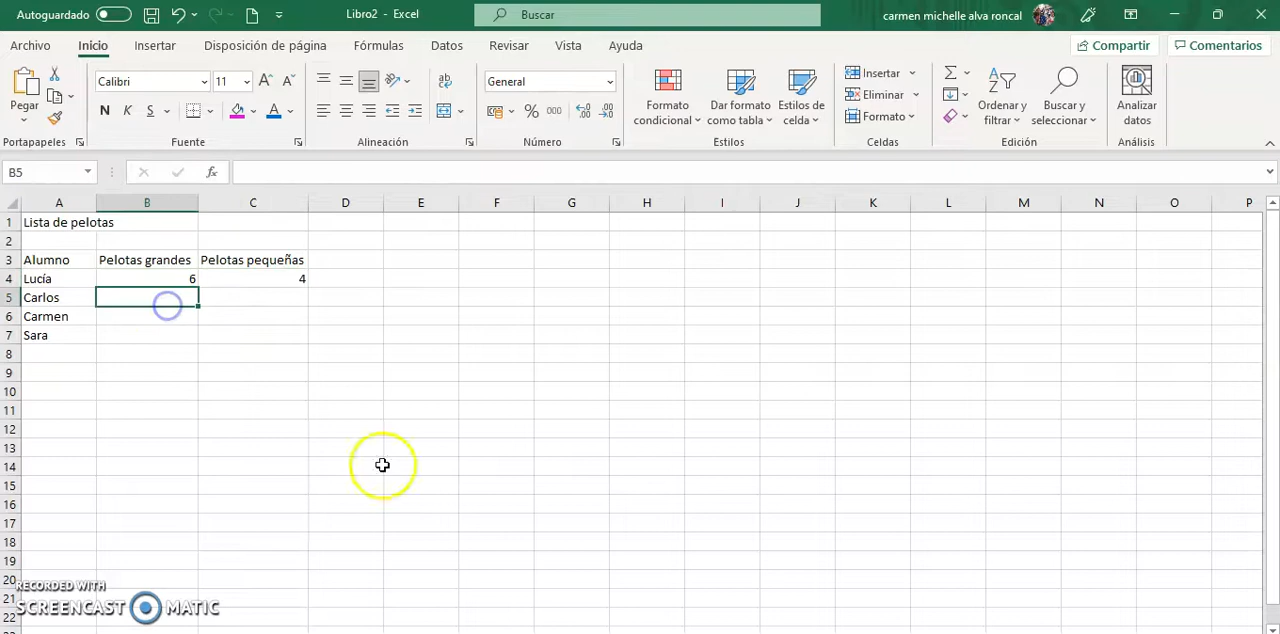 Autoguardado
Libro2 - Excel
Buscar
carmen michelle alva roncal
Archivo Inicio Insertar Disposición de página Fórmulas Datos Revisar Vista Ayuda
Compartir Comentarios
Pegar
Calibri 11
N K S
General
% 000
Formato condicional
Dar formato como tabla
Estilos de celda
Insertar
Eliminar
Formato
Ordenar y filtrar
Buscar y seleccionar
Analizar datos
Portapapeles Fuente Alineación Número Estilos Celdas Edición Análisis
B5
fx
A B C D E F G H I J K L M N O P
1 Lista de pelotas
2
3 Alumno Pelotas grandes Pelotas pequeñas
4 Lucía 6 4
5 Carlos
6 Carmen
7 Sara
8
9
10
11
12
13
14
15
16
17
18
19
20
RECORDED WITH
21
SCREENCAST MATIC
22